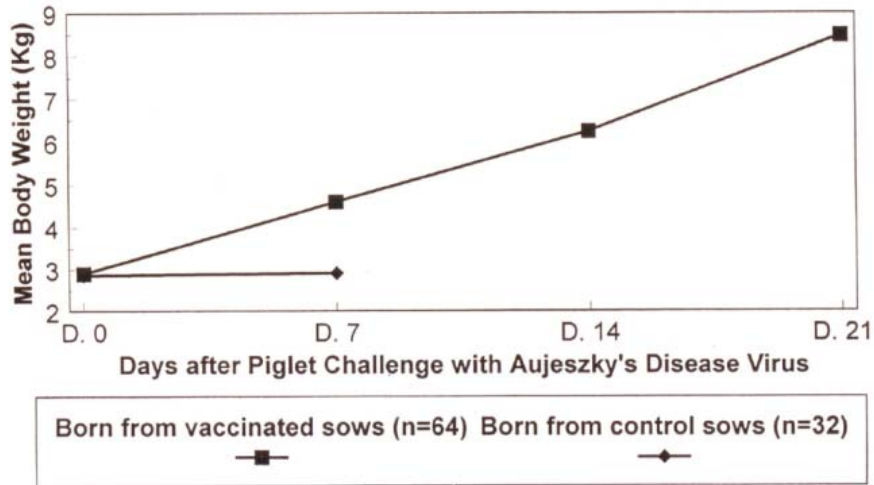 Mean Body Weight (Kg)
9
8
7
6
5
4
3
2
D. 0 D. 7 D. 14 D. 21
Days after Piglet Challenge with Aujeszky's Disease Virus
Born from vaccinated sows (n=64) Born from control sows (n=32)